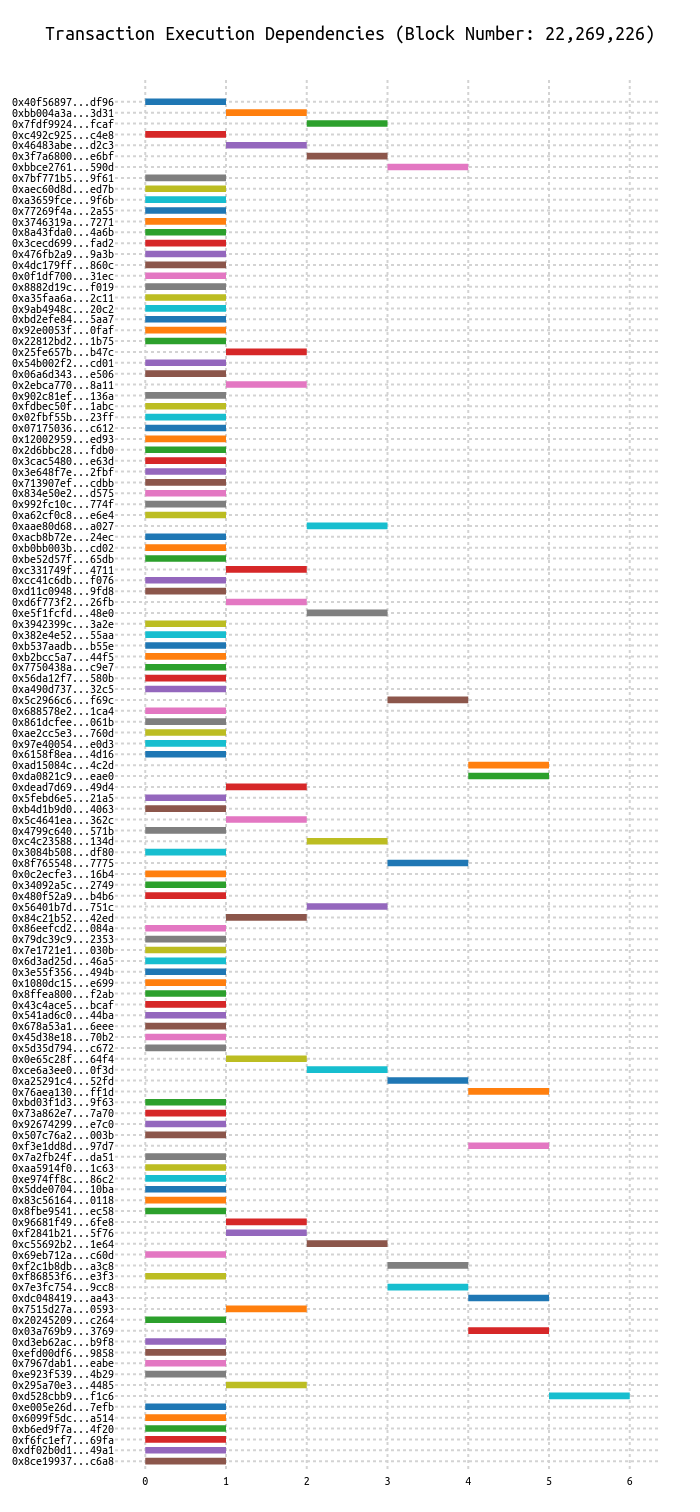 Transaction Execution Dependencies (Block Number: 22,269,226)
0x40f56897...df96
0xbb004a3a...3d31
0x7fdf9924...fcaf
0xc492c925...c4e8
0x46483abe...d2c3
0x3f7a6800...e6bf
0xbbce2761...590d
0x7bf771b5...9f61
0xaec60d8d...ed7b
0xa3659fce...9f6b
0x77269f4a...2a55
0x3746319a...7271
0x8a43fda0...4a6b
0x3cecd699...fad2
0x476fb2a9...9a3b
0x4dc179ff...860c
0x0f1df700...31ec
0x8882d19c...f019
0xa35faa6a...2c11
0x9ab4948c...20c2
0xbd2efe84...5aa7
0x92e0053f...0faf
0x22812bd2...1b75
0x25fe657b...b47c
0x54b002f2...cd01
0x06a6d343...e506
0x2ebca770...8a11
0x902c81ef...136a
0xfdbec50f...1abc
0x02fbf55b...23ff
0x07175036...c612
0x12002959...ed93
0x2d6bbc28...fdb0
0x3cac5480...e63d
0x3e648f7e...2fbf
0x713907ef...cdbb
0x834e50e2...d575
0x992fc10c...774f
0xa62cf0c8...e6e4
0xaae80d68...a027
0xacb8b72e...24ec
0xb0bb003b...cd02
0xbe52d57f...65db
0xc331749f...4711
0xcc41c6db...f076
0xd11c0948...9fd8
0xd6f773f2...26fb
0xe5f1fcfd...48e0
0x3942399c...3a2e
0x382e4e52...55aa
0xb537aadb...b55e
0xb2bcc5a7...44f5
0x7750438a...c9e7
0x56da12f7...580b
0xa490d737...32c5
0x5c2966c6...f69c
0x688578e2...1ca4
0x861dcfee...061b
0xae2cc5e3...760d
0x97e40054...e0d3
0x6158f8ea...4d16
0xad15084c...4c2d
0xda0821c9...eae0
0xdead7d69...49d4
0x5febd6e5...21a5
0xb4d1b9d0...4063
0x5c4641ea...362c
0x4799c640...571b
0xc4c23588...134d
0x3084b508...df80
0x8f765548...7775
0x0c2ecfe3...16b4
0x34092a5c...2749
0x480f52a9...b4b6
0x56401b7d...751c
0x84c21b52...42ed
0x86eefcd2...084a
0x79dc39c9...2353
0x7e1721e1...030b
0x6d3ad25d...46a5
0x3e55f356...494b
0x1080dc15...e699
0x8ffea800...f2ab
0x43c4ace5...bcaf
0x541ad6c0...44ba
0x678a53a1...6eee
0x45d38e18...70b2
0x5d35d794...c672
0x0e65c28f...64f4
0xce6a3ee0...0f3d
0xa25291c4...52fd
0x76aea130...ff1d
0xbd03f1d3...9f63
0x73a862e7...7a70
0x92674299...e7c0
0x507c76a2...003b
0xf3e1dd8d...97d7
0x7a2fb24f...da51
0xaa5914f0...1c63
0xe974ff8c...86c2
0x5dde0704...10ba
0x83c56164...0118
0x8fbe9541...ec58
0x96681f49...6fe8
0xf2841b21...5f76
0xc55692b2...1e64
0x69eb712a...c60d
0xf2c1b8db...a3c8
0xf86853f6...e3f3
0x7e3fc754...9cc8
0xdc048419...aa43
0x7515d27a...0593
0x20245209...c264
0x03a769b9...3769
0xd3eb62ac...b9f8
0xefd00df6...9858
0x7967dab1...eabe
0xe923f539...4b29
0x295a70e3...4485
0xd528cbb9...f1c6
0xe005e26d...7efb
0x6099f5dc...a514
0xb6ed9f7a...4f20
0xf6fc1ef7...69fa
0xdf02b0d1...49a1
0x8ce19937...c6a8
0 1 2 3 4 5 6